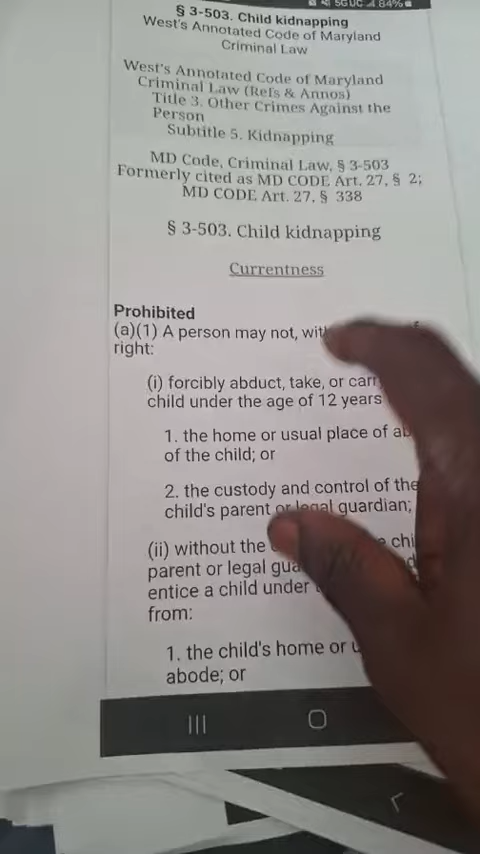 5G UC 84%
§ 3-503. Child kidnapping
West's Annotated Code of Maryland
Criminal Law
West's Annotated Code of Maryland
Criminal Law (Refs & Annos)
Title 3. Other Crimes Against the
Person
Subtitle 5. Kidnapping
MD Code, Criminal Law, § 3-503
Formerly cited as MD CODE Art. 27, § 2;
MD CODE Art. 27, § 338
§ 3-503. Child kidnapping
Currentness
Prohibited
(a)(1) A person may not,
right:
(i) forcibly abduct, take, or
child under the age of 12 years
1. the home or usual place of
of the child; or
2. the custody and control of the
child's parent or legal guardian;
(ii) without the
parent or legal
entice a child under
from:
1. the child's home or
abode; or